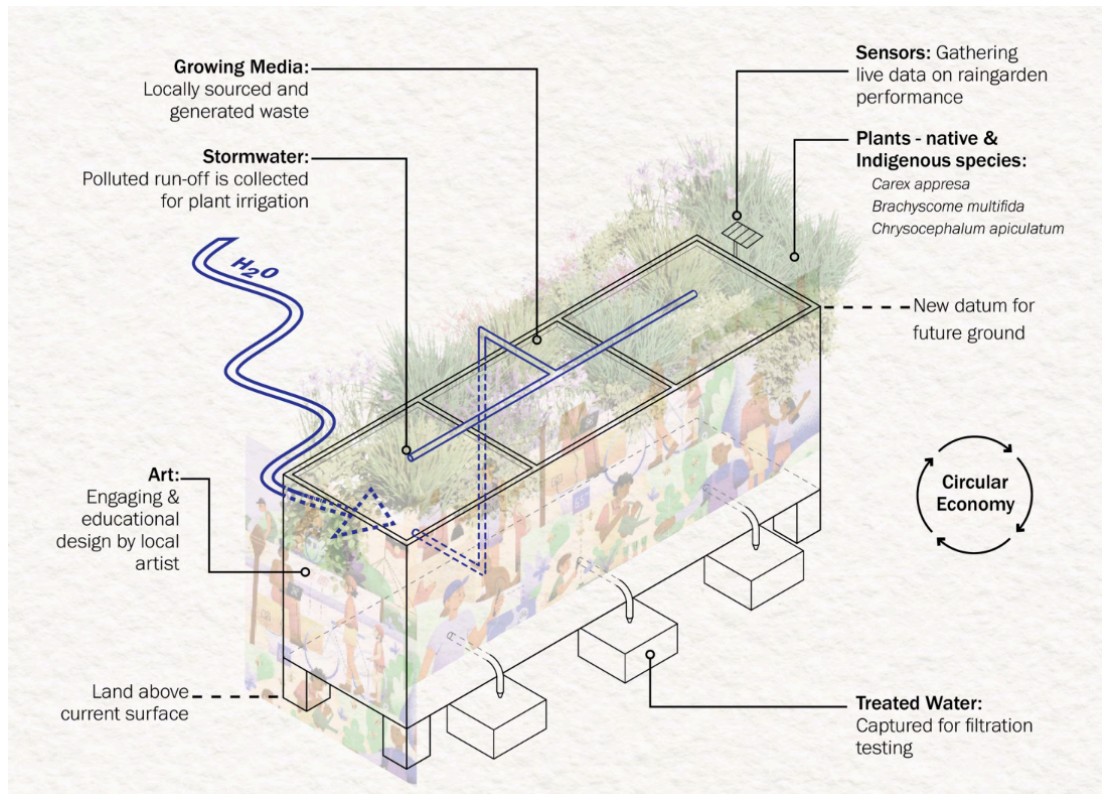 Growing Media:
Locally sourced and
generated waste
Stormwater:
Polluted run-off is collected
for plant irrigation
H2O
Art:
Engaging &
educational
design by local
artist
Land above
current surface
Sensors: Gathering
live data on raingarden
performance
Plants - native &
Indigenous species:
Carex appresa
Brachyscome multifida
Chrysocephalum apiculatum
New datum for
future ground
Circular
Economy
Treated Water:
Captured for filtration
testing